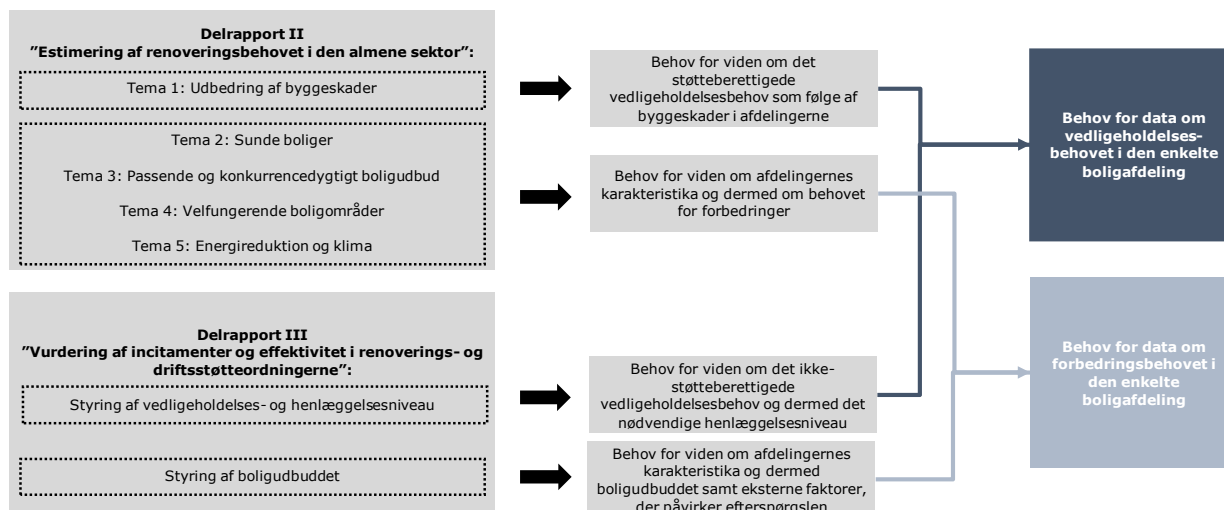 Delrapport II
”Estimering af renoveringsbehovet i den almene sektor”:
Tema 1: Udbedring af byggeskader
Tema 2: Sunde boliger
Tema 3: Passende og konkurrencedygtigt boligudbud
Tema 4: Velfungerende boligområder
Tema 5: Energireduktion og klima
Behov for viden om det
støtteberettigede
vedligeholdelsesbehov som følge af
byggeskader i afdelingerne
Behov for viden om afdelingernes
karakteristika og dermed om behovet
for forbedringer
Behov for data om
vedligeholdelses-
behovet i den enkelte
boligafdeling
Delrapport III
”Vurdering af incitamenter og effektivitet i renoverings- og
driftsstøtteordningerne”:
Styring af vedligeholdelses- og henlæggelsesniveau
Styring af boligudbuddet
Behov for viden om det ikke-
støtteberettigede
vedligeholdelsesbehov og dermed det
nødvendige henlæggelsesniveau
Behov for viden om afdelingernes
karakteristika og dermed
boligudbuddet samt eksterne faktorer,
der påvirker efterspørgslen
Behov for data om
forbedringsbehovet i
den enkelte
boligafdeling